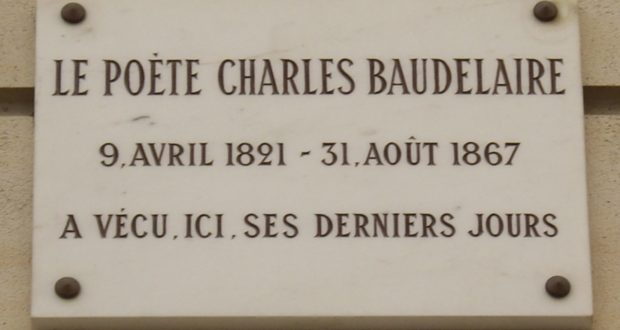 LE POÈTE CHARLES BAUDELAIRE
9.AVRIL 1821 - 31.AOÛT 1867
A VÉCU.ICI.SES DERNIERS JOURS